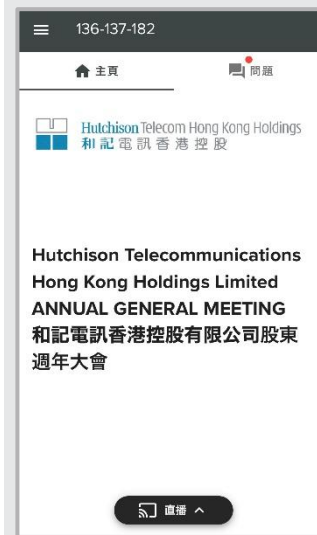 136-137-182
主頁
問題
Hutchison Telecom Hong Kong Holdings
和記電訊香港控股
Hutchison Telecommunications
Hong Kong Holdings Limited
ANNUAL GENERAL MEETING
和記電訊香港控股有限公司股東
週年大會
直播